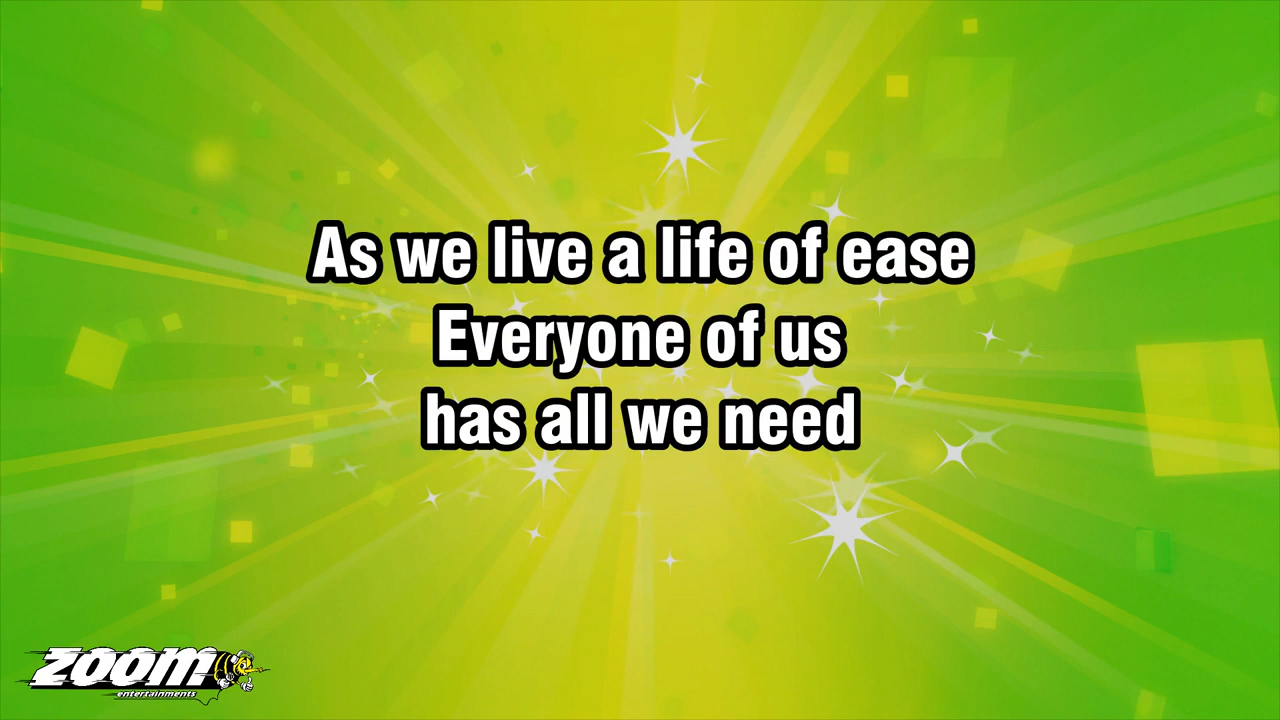 As we live a life of ease
Everyone of us
has all we need
zoom
entertainments